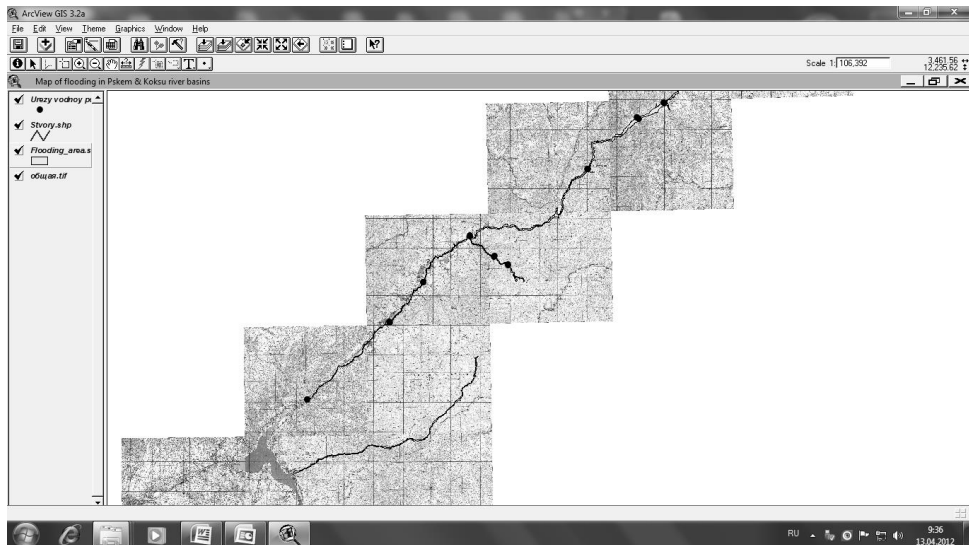 ArcView GIS 3.2a
File Edit View Theme Graphics Window Help
Scale 1: 106,392
3,461.56
12,235.62
Map of flooding in Pskem & Koksu river basins
Urezy vodnoy p
Stvory.shp
Flooding_area.s
общая.tif
RU
9:36
13.04.2012